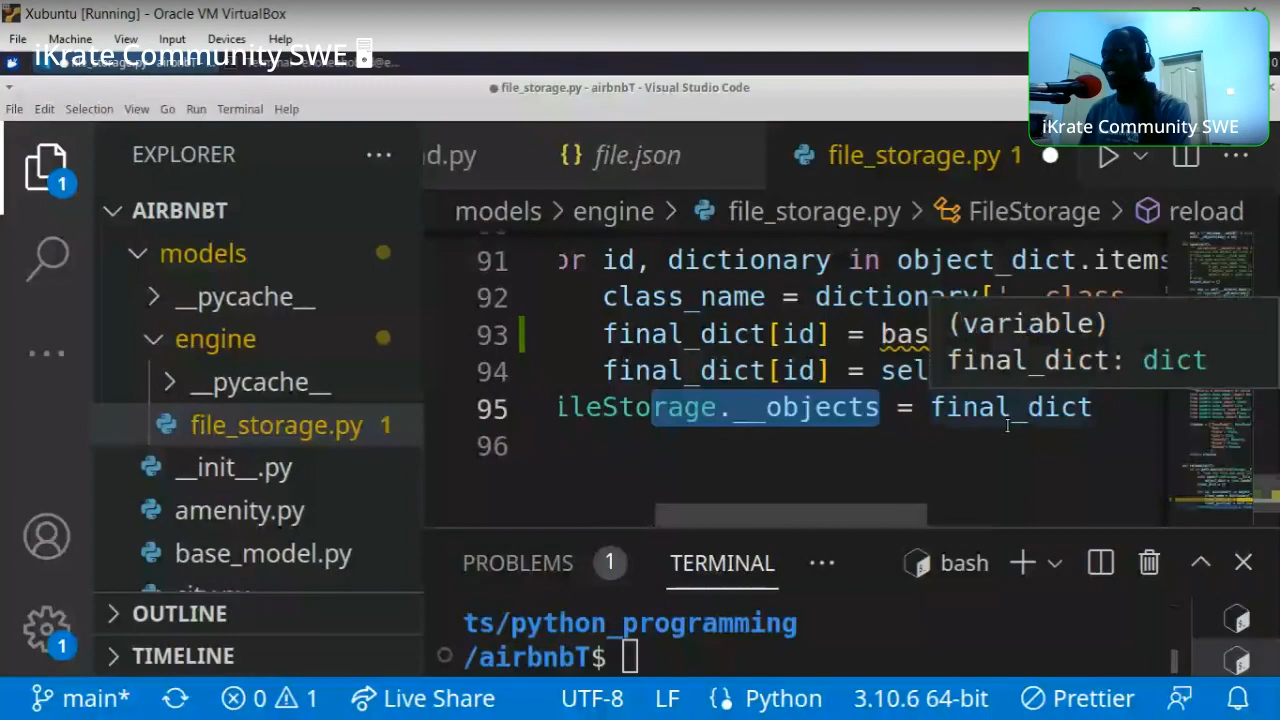 Xubuntu [Running] - Oracle VM VirtualBox
File Machine View Input Devices Help
iKrate Community SWE
file_storage.py - airbnbT - Visual Studio Code
File Edit Selection View Go Run Terminal Help
iKrate Community SWE
EXPLORER
d.py {} file.json file_storage.py 1
AIRBNBT
models > engine > file_storage.py > FileStorage > reload
models
__pycache__
engine
__pycache__
file_storage.py 1
__init__.py
amenity.py
base_model.py
91 or id, dictionary in object_dict.items
92 class_name = dictionary['__class__
93 final_dict[id] = bas
94 final_dict[id] = sel
95 ileStorage.__objects = final_dict
96
(variable)
final_dict: dict
OUTLINE
TIMELINE
PROBLEMS 1 TERMINAL bash
ts/python_programming
/airbnbT$
1
1
main* 0 1 Live Share UTF-8 LF {} Python 3.10.6 64-bit Prettier